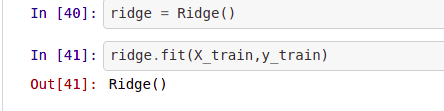 In [40]: ridge = Ridge()
In [41]: ridge.fit(X_train,y_train)
Out[41]: Ridge()